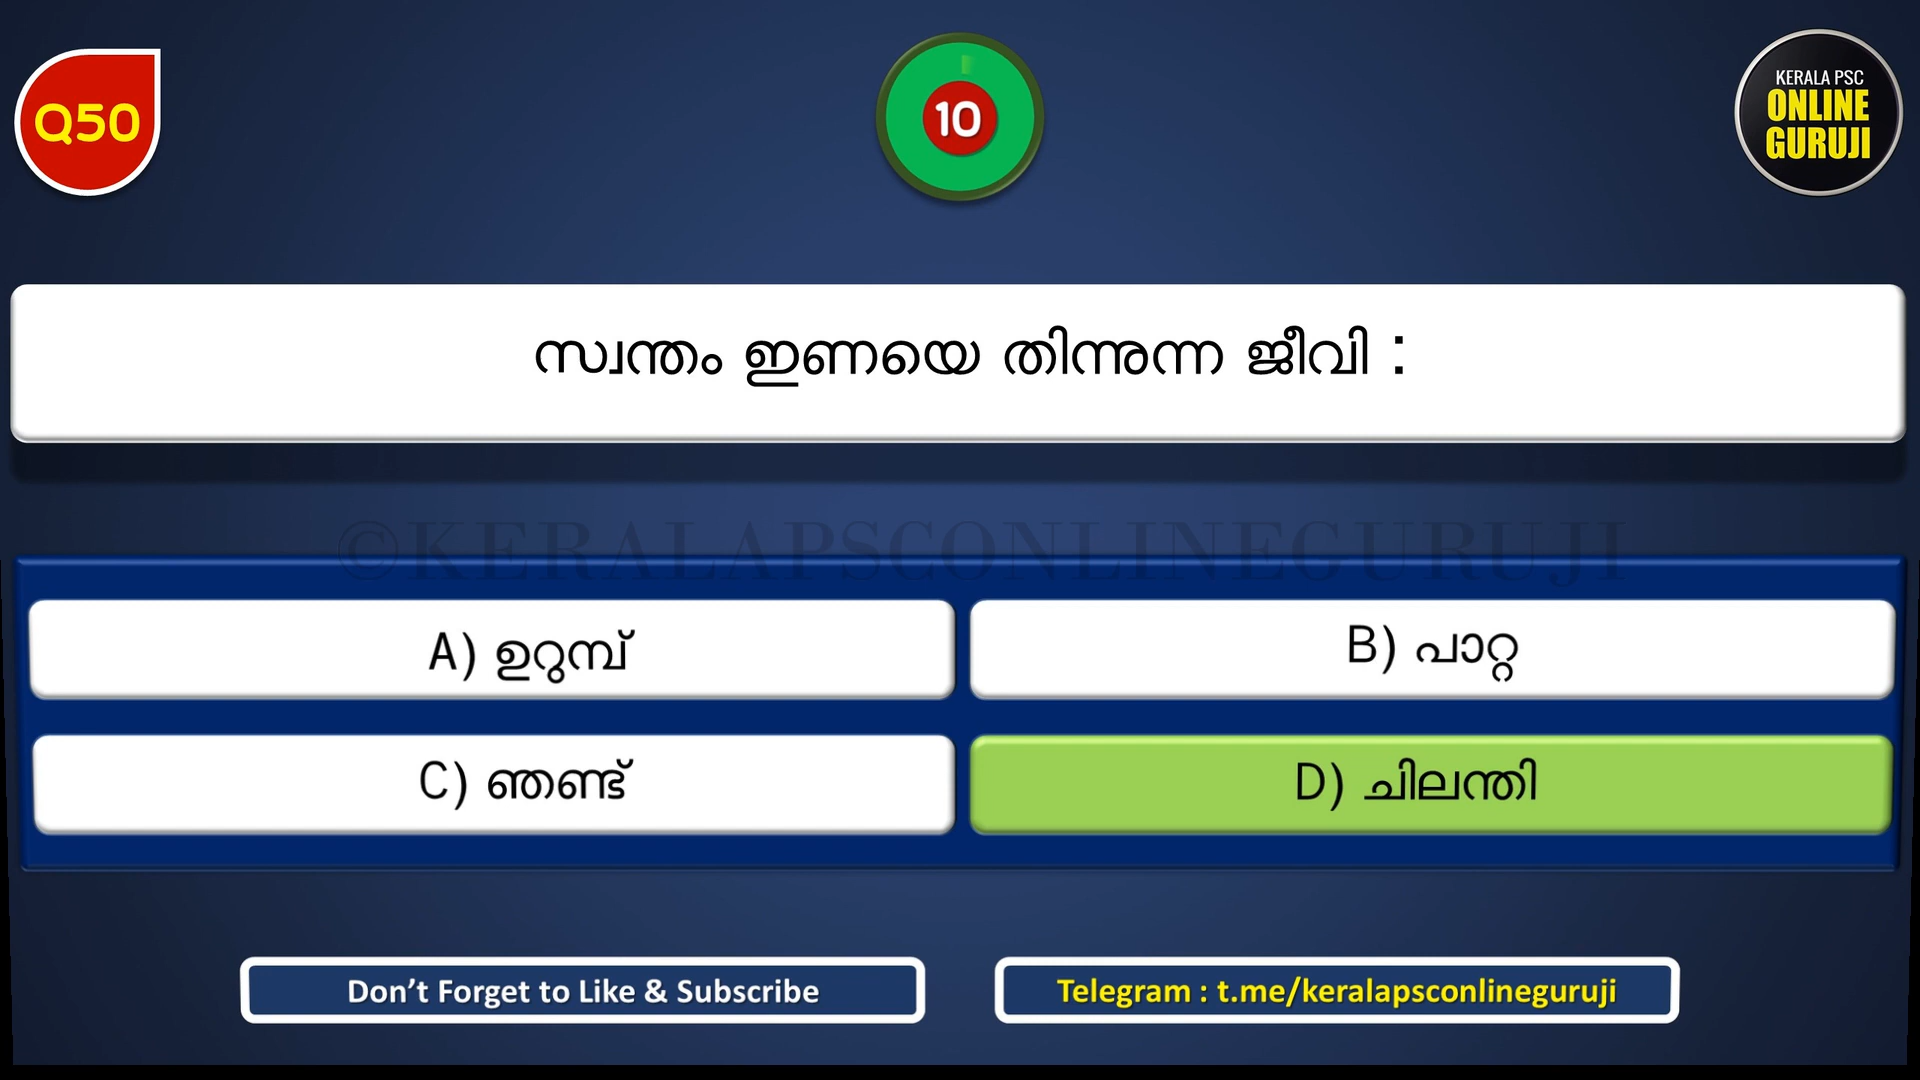 Q50
10
KERALA PSC
ONLINE
GURUJI
സ്വന്തം ഇണയെ തിന്നുന്ന ജീവി :
©KERALAPSCONLINEGURUJI
A) ഉറുമ്പ്
B) പാറ്റ
C) ഞണ്ട്
D) ചിലന്തി
Don’t Forget to Like & Subscribe
Telegram : t.me/keralapsconlineguruji